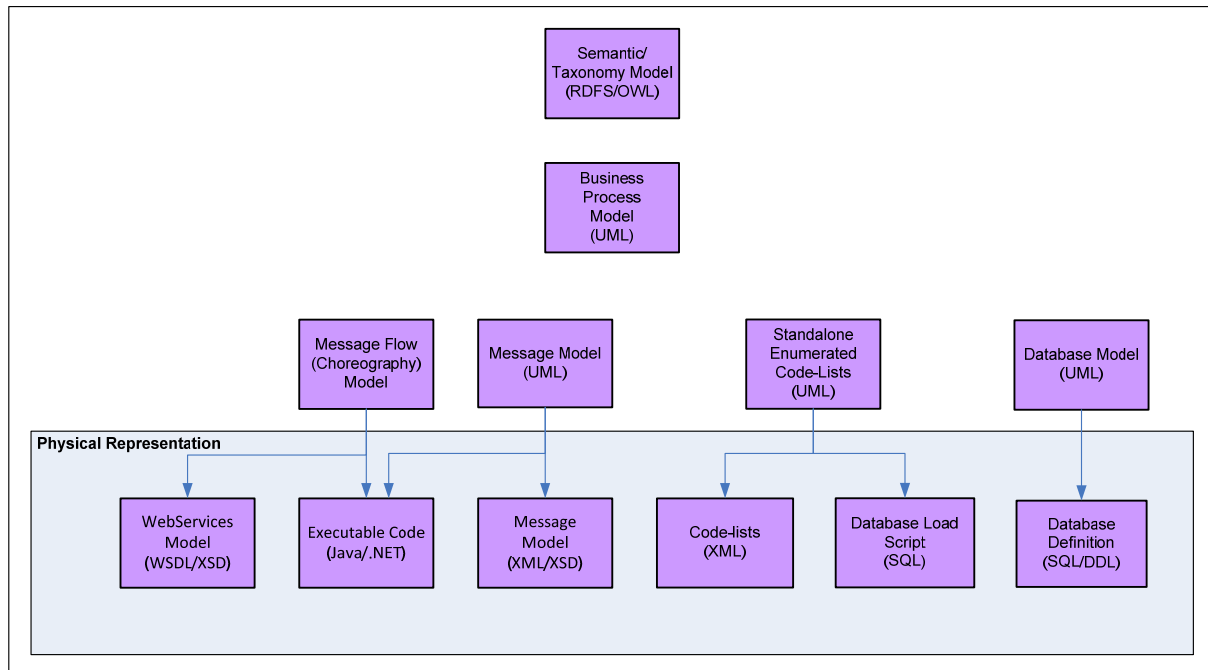 Semantic/
Taxonomy Model
(RDFS/OWL)
Business
Process
Model
(UML)
Message Flow
(Choreography)
Model
Message Model
(UML)
Standalone
Enumerated
Code-Lists
(UML)
Database Model
(UML)
Physical Representation
WebServices
Model
(WSDL/XSD)
Executable Code
(Java/.NET)
Message
Model
(XML/XSD)
Code-lists
(XML)
Database Load
Script
(SQL)
Database
Definition
(SQL/DDL)